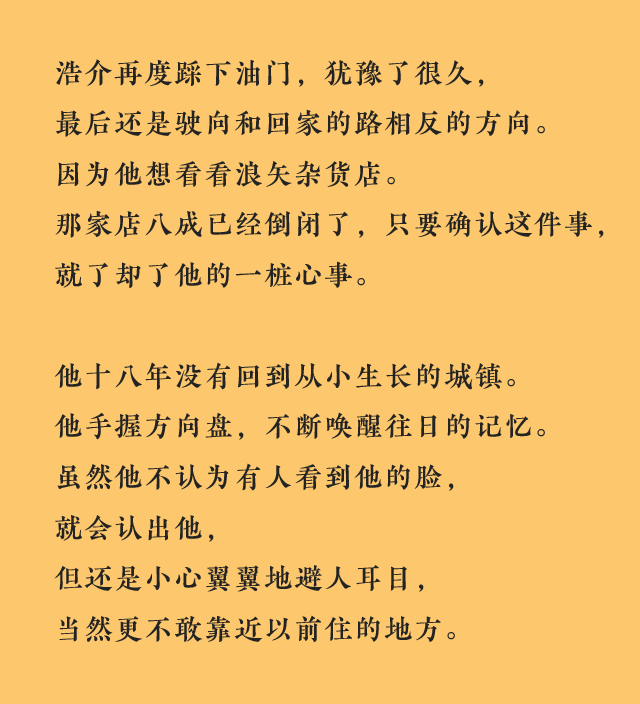 浩介再度踩下油门，犹豫了很久，
最后还是驶向和回家的路相反的方向。
因为他想看看浪矢杂货店。
那家店八成已经倒闭了，只要确认这件事，
就了却了他的一桩心事。
他十八年没有回到从小生长的城镇。
他手握方向盘，不断唤醒往日的记忆。
虽然他不认为有人看到他的脸，
就会认出他，
但还是小心翼翼地避人耳目，
当然更不敢靠近以前住的地方。